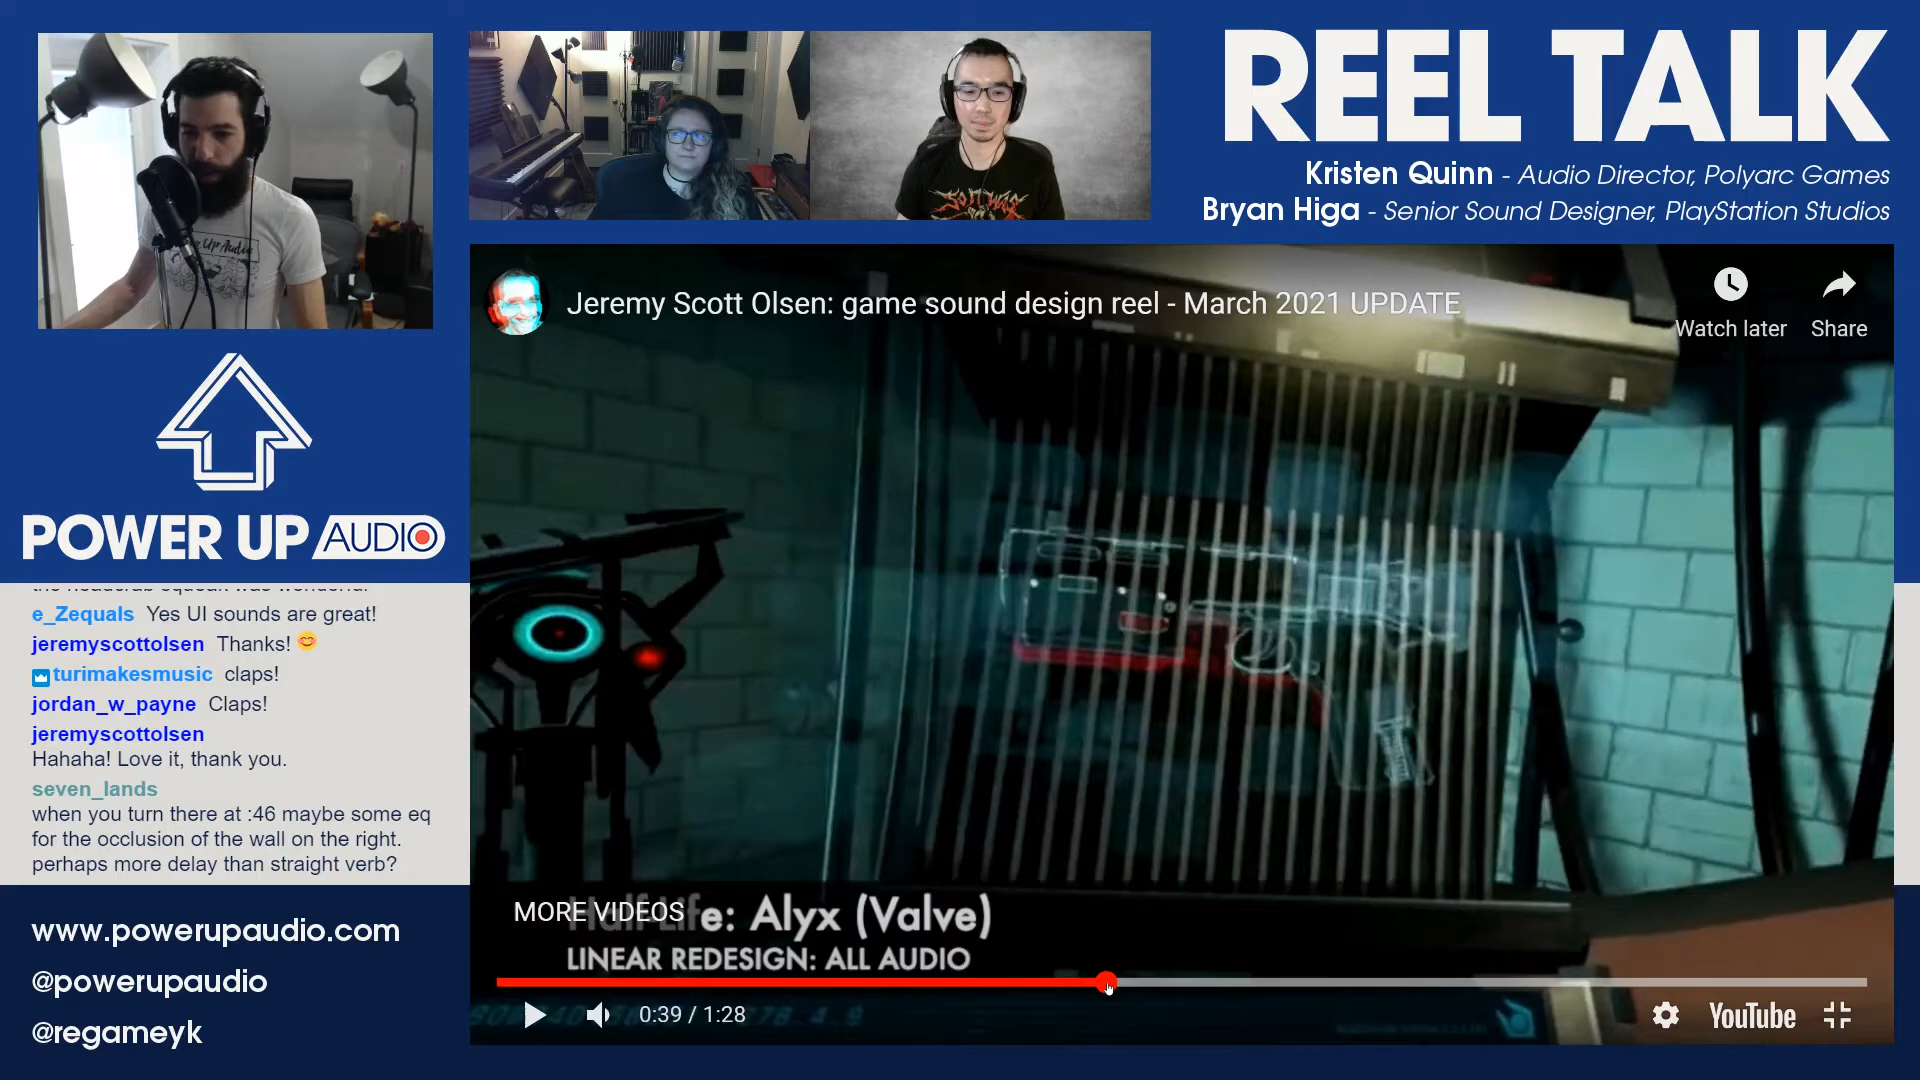 REEL TALK
Kristen Quinn - Audio Director, Polyarc Games
Bryan Higa - Senior Sound Designer, PlayStation Studios
Jeremy Scott Olsen: game sound design reel - March 2021 UPDATE
Watch later
Share
POWER UP AUDIO
e_Zequals Yes UI sounds are great!
jeremyscottolsen Thanks!
turimakesmusic claps!
jordan_w_payne Claps!
jeremyscottolsen
Hahaha! Love it, thank you.
seven_lands
when you turn there at :46 maybe some eq
for the occlusion of the wall on the right.
perhaps more delay than straight verb?
www.powerupaudio.com
@powerupaudio
@regameyk
MORE VIDEOS
Half-Life: Alyx (Valve)
LINEAR REDESIGN: ALL AUDIO
0:39 / 1:28
YouTube